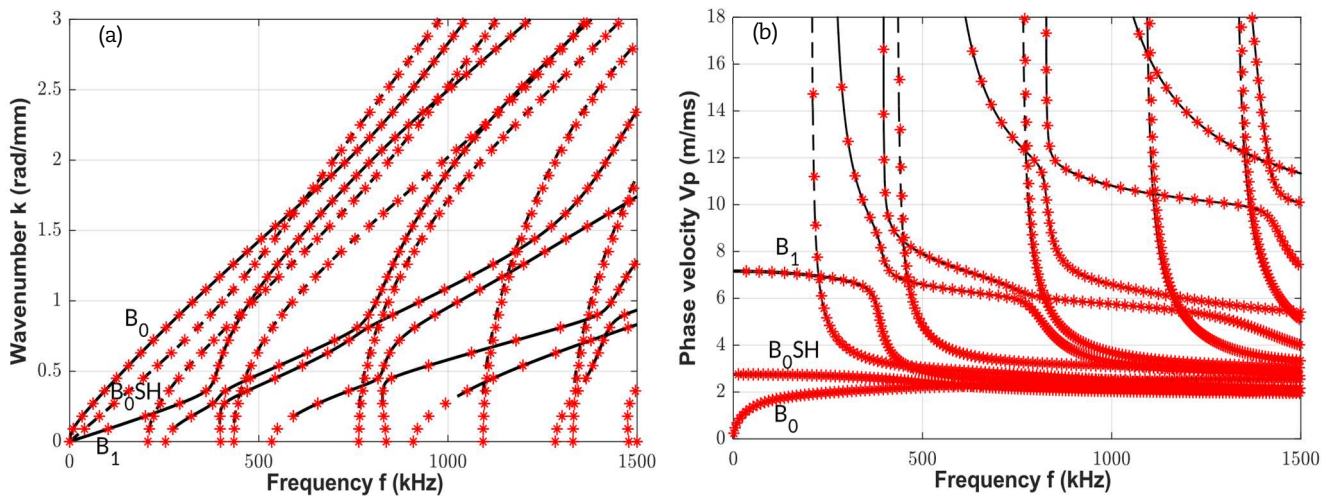 (a)
3
2.5
2
1.5
1
0.5
0
Wavenumber k (rad/mm)
B₀
B₀SH
B₁
0 500 1000 1500
Frequency f (kHz)
(b)
18
16
14
12
10
8
6
4
2
0
Phase velocity Vp (m/ms)
B₁
B₀SH
B₀
0 500 1000 1500
Frequency f (kHz)